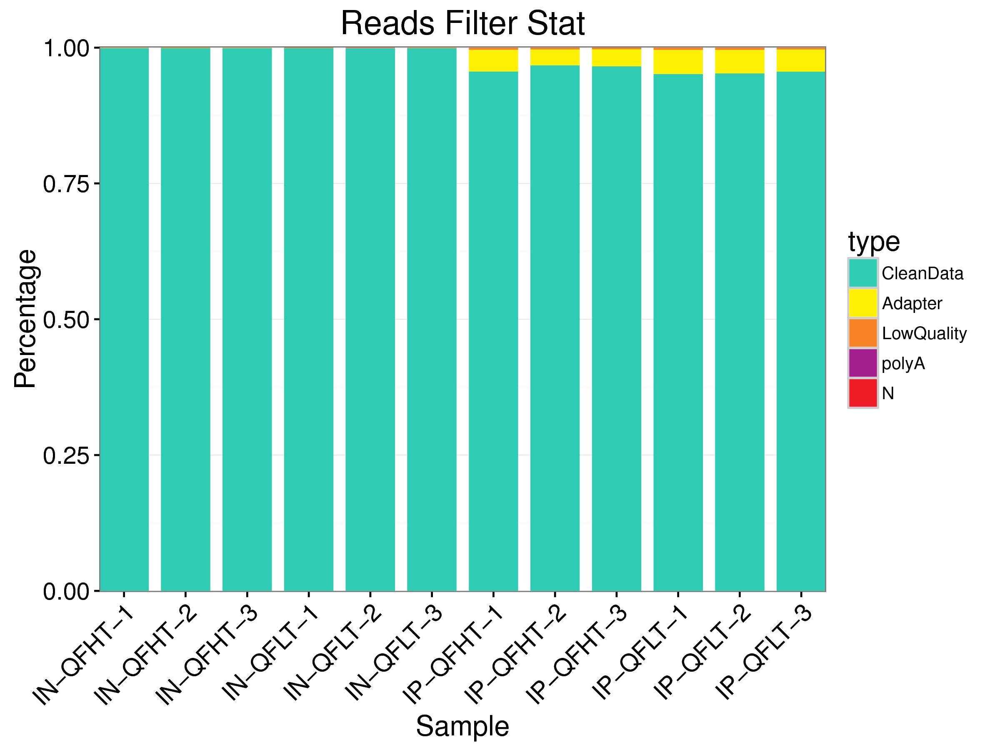 Reads Filter Stat
1.00
0.75
0.50
0.25
0.00
Percentage
IN−QFHT−1
IN−QFHT−2
IN−QFHT−3
IN−QFLT−1
IN−QFLT−2
IN−QFLT−3
IP−QFHT−1
IP−QFHT−2
IP−QFHT−3
IP−QFLT−1
IP−QFLT−2
IP−QFLT−3
Sample
type
CleanData
Adapter
LowQuality
polyA
N